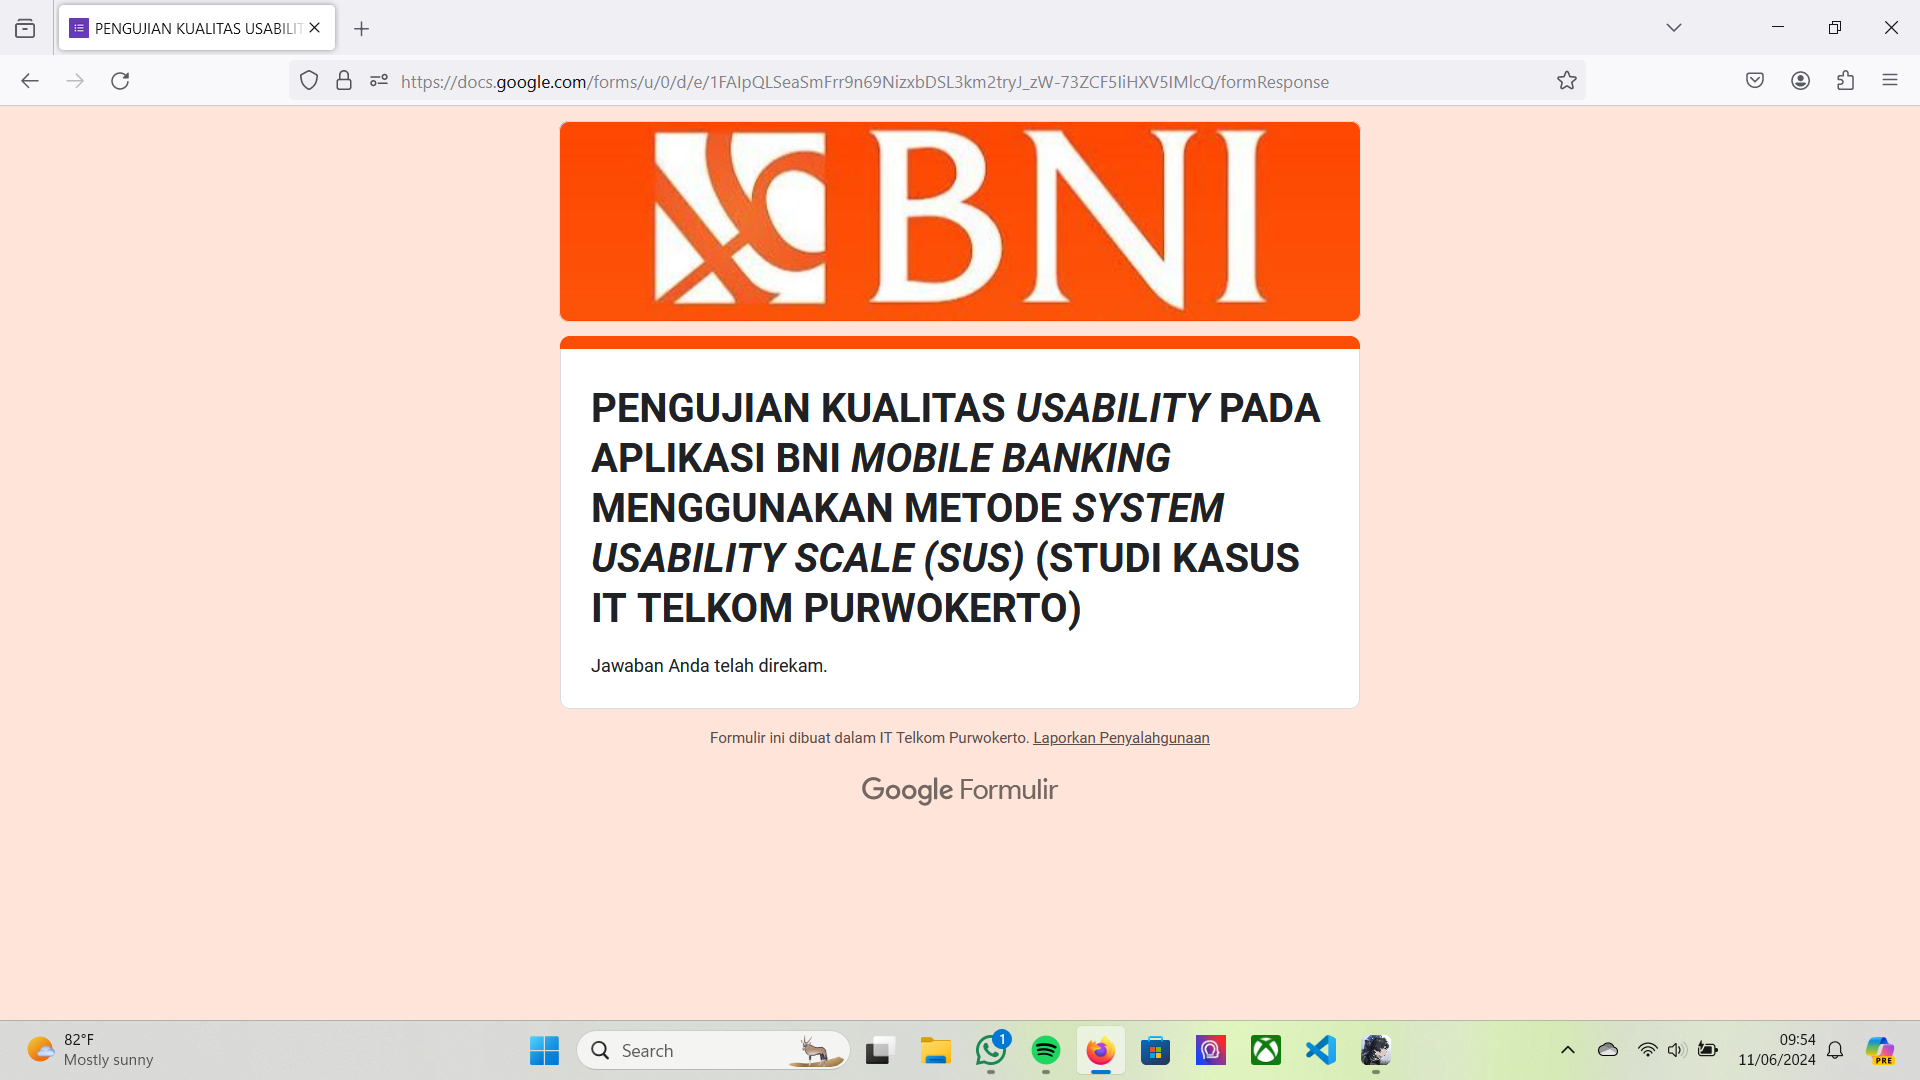 PENGUJIAN KUALITAS USABILIT
https://docs.google.com/forms/u/0/d/e/1FAIpQLSeaSmFrr9n69NizxbDSL3km2tryJ_zW-73ZCF5IiHXV5IMlcQ/formResponse
BNI
PENGUJIAN KUALITAS USABILITY PADA
APLIKASI BNI MOBILE BANKING
MENGGUNAKAN METODE SYSTEM
USABILITY SCALE (SUS) (STUDI KASUS
IT TELKOM PURWOKERTO)
Jawaban Anda telah direkam.
Formulir ini dibuat dalam IT Telkom Purwokerto. Laporkan Penyalahgunaan
Google Formulir
82°F
Mostly sunny
Search
1
09:54
11/06/2024
PRE